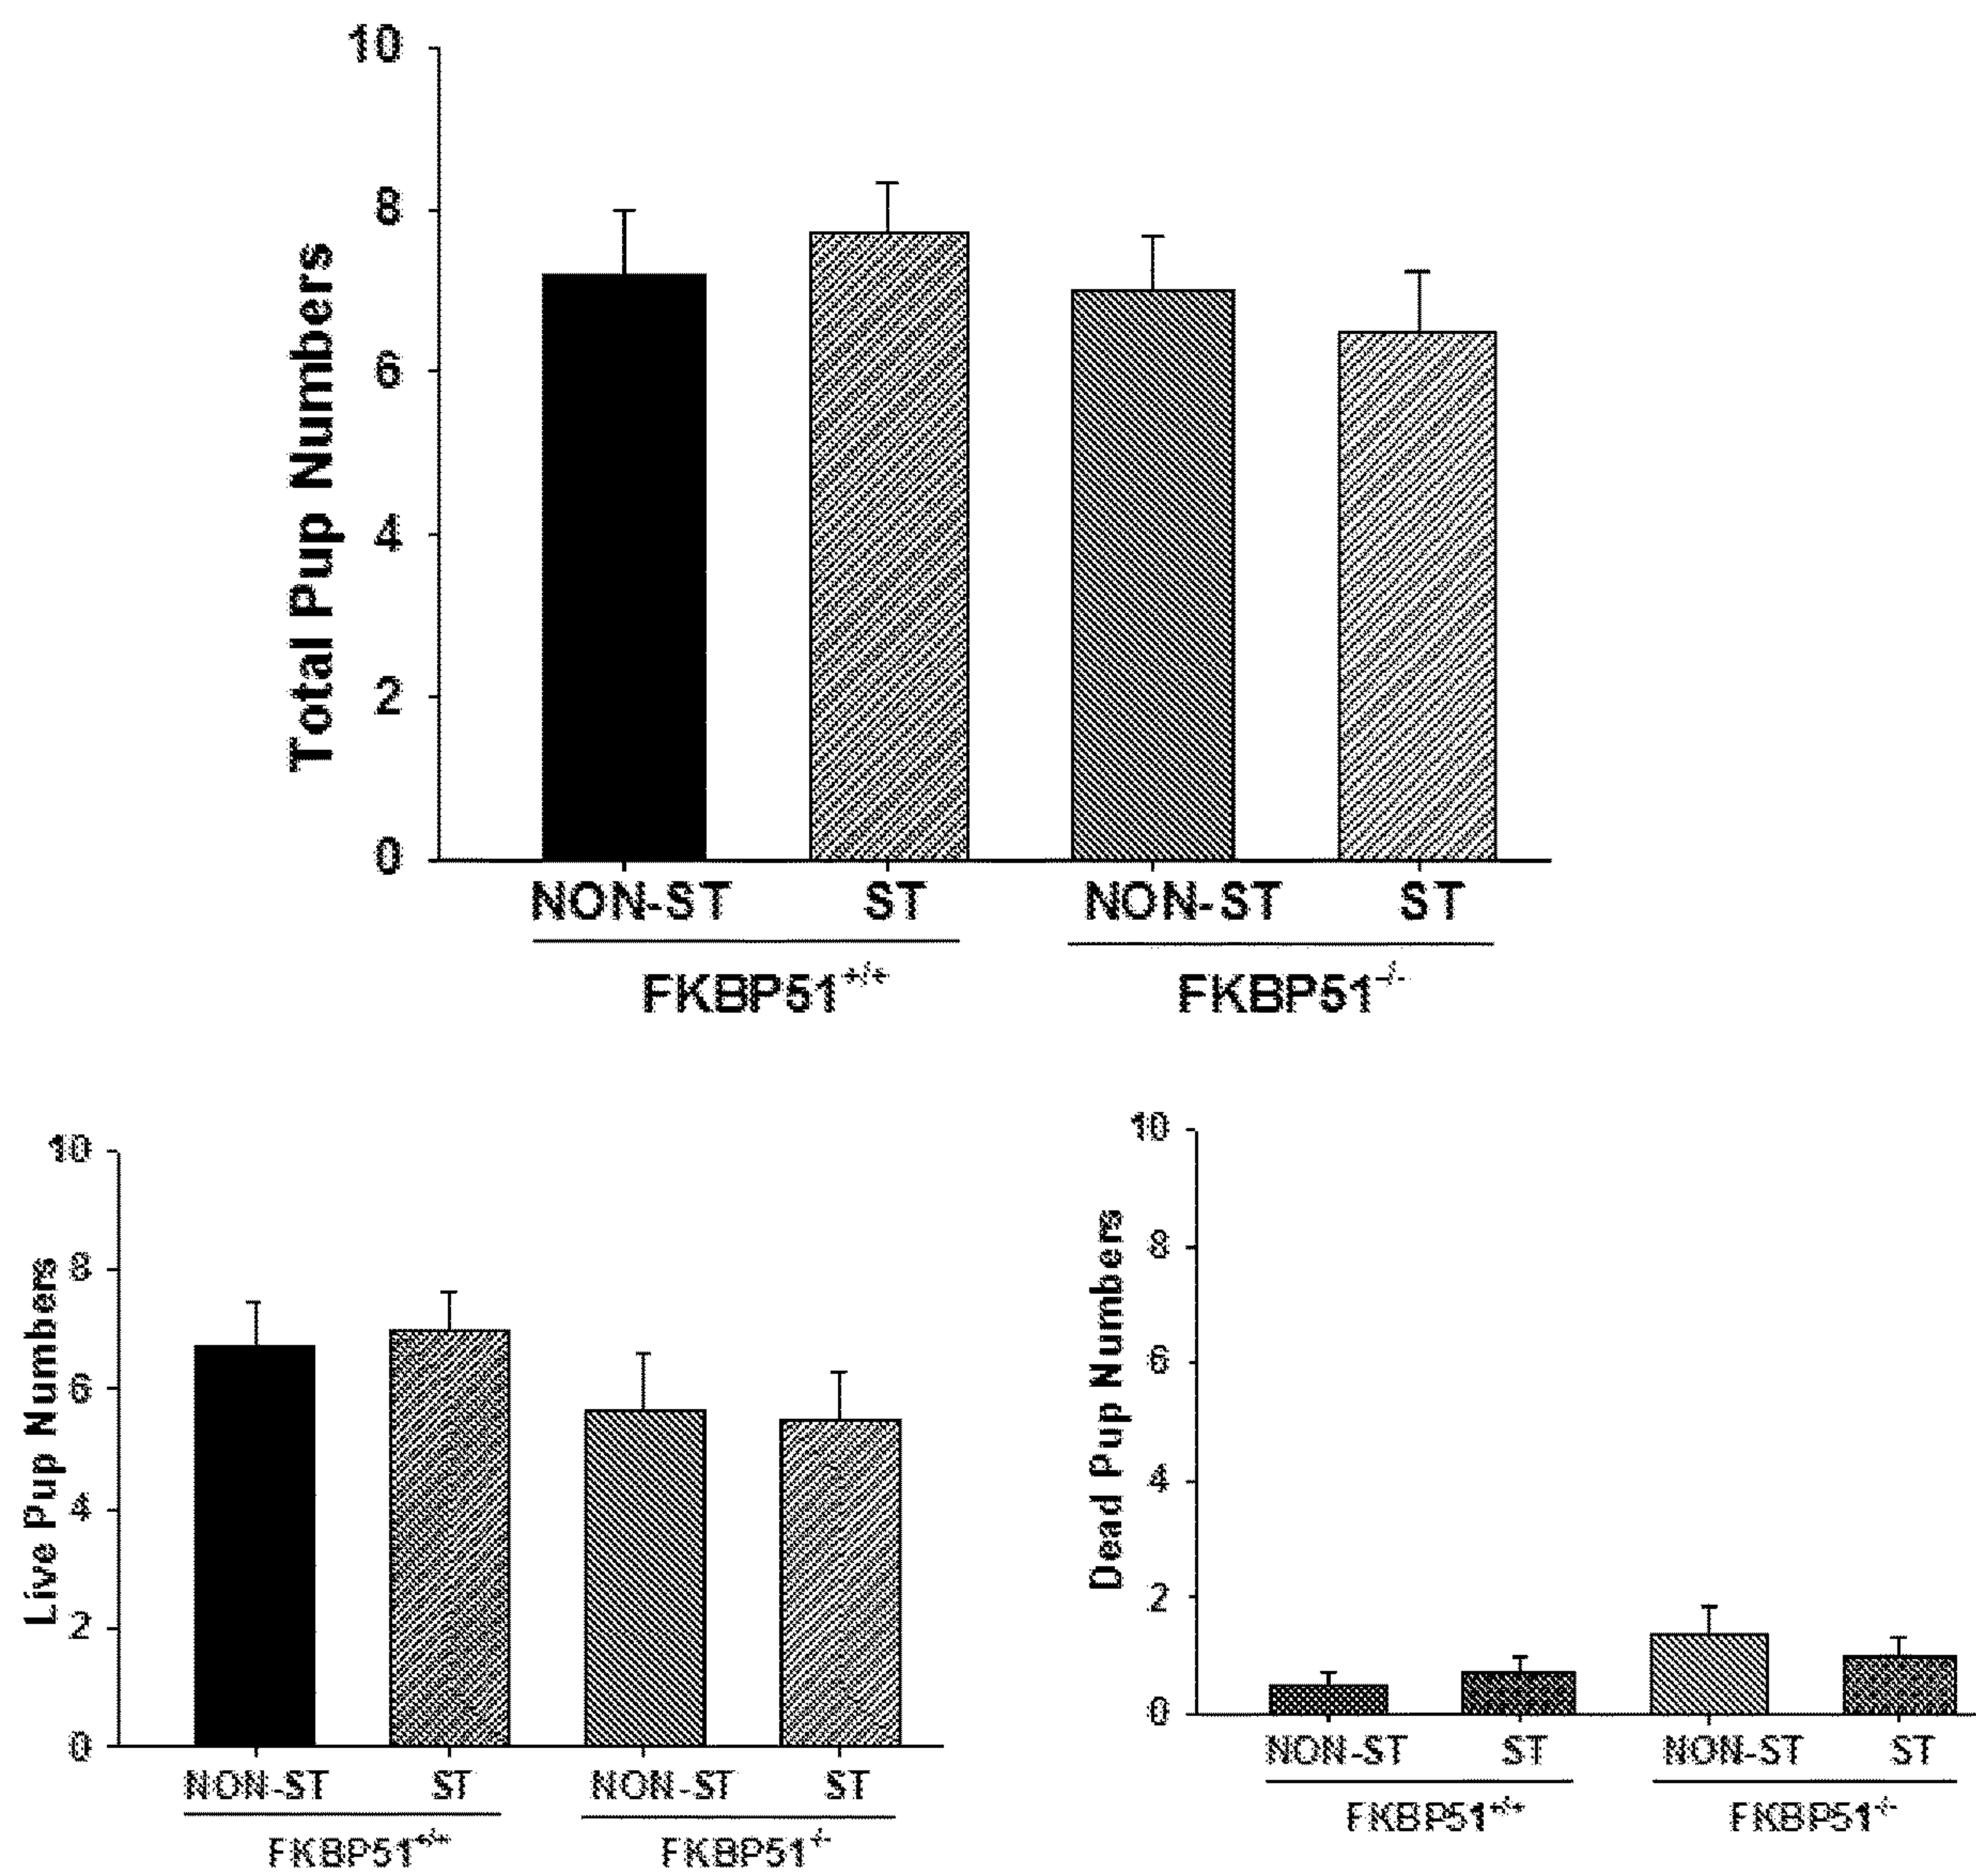 Total Pup Numbers
10
8
6
4
2
0
NON-ST ST NON-ST ST
FKBP51+/+ FKBP51-/-
Live Pup Numbers
10
8
6
4
2
0
NON-ST ST NON-ST ST
FKBP51+/+ FKBP51-/-
Dead Pup Numbers
10
8
6
4
2
0
NON-ST ST NON-ST ST
FKBP51+/+ FKBP51-/-